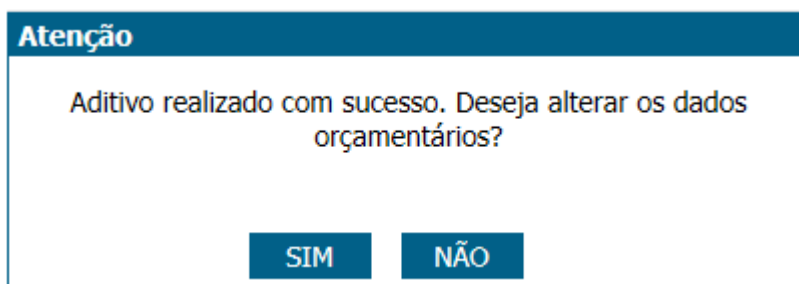 Atenção
Aditivo realizado com sucesso. Deseja alterar os dados
orçamentários?
SIM NÃO